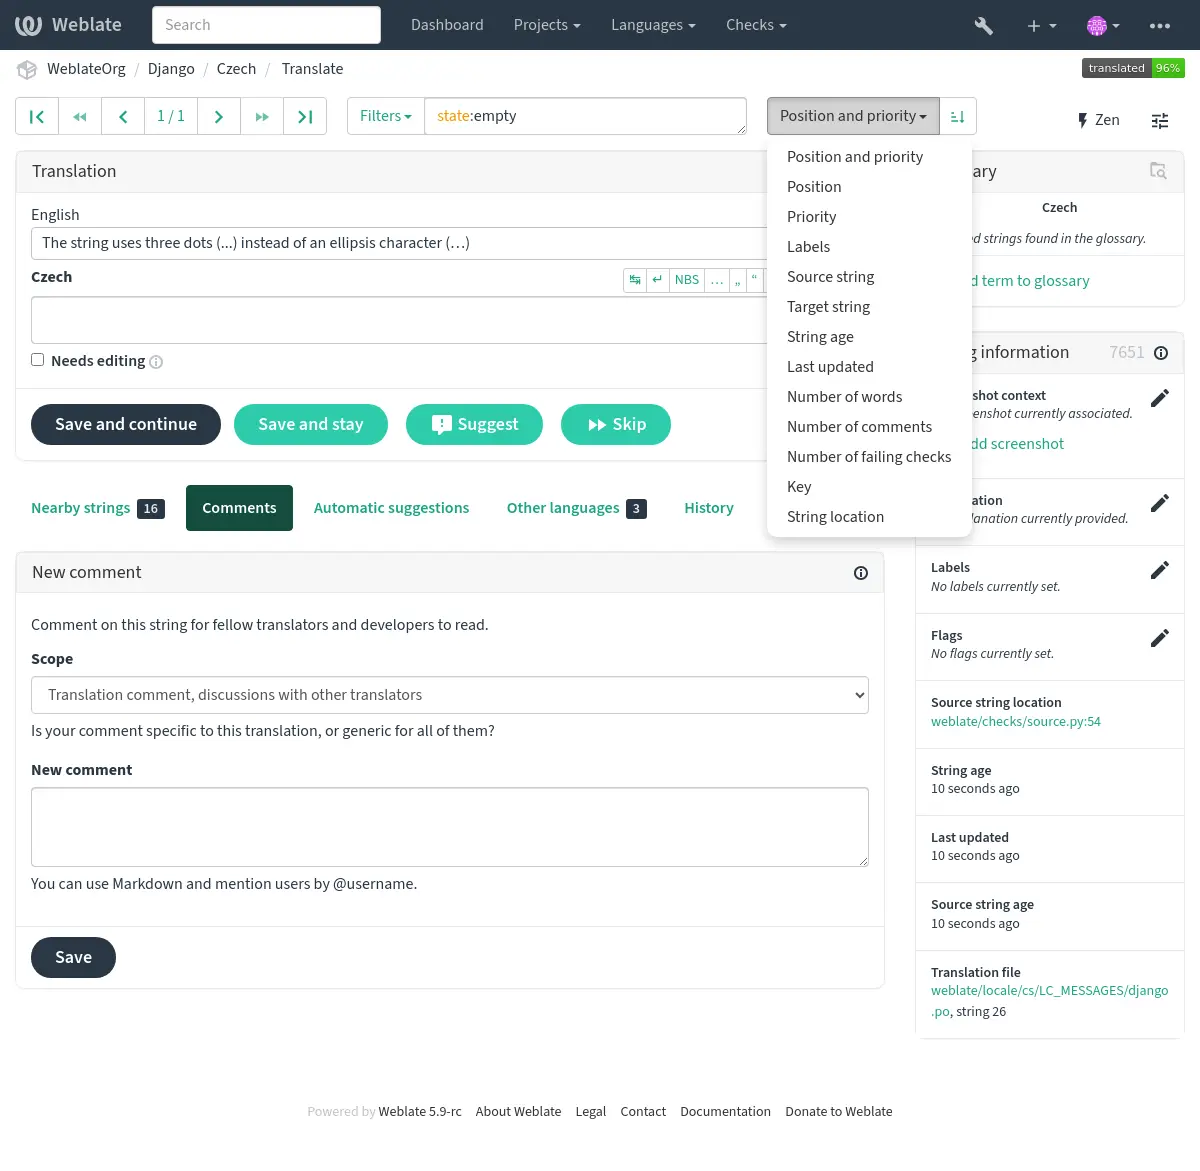 Weblate
Search
Dashboard
Projects
Languages
Checks
WeblateOrg / Django / Czech / Translate
translated 96%
1 / 1
Filters
state:empty
Position and priority
Zen
Position and priority
Position
Priority
Labels
Source string
Target string
String age
Last updated
Number of words
Number of comments
Number of failing checks
Key
String location
Translation
English
The string uses three dots (...) instead of an ellipsis character (…)
Czech
↹ ↵ NBS … „ “
Needs editing
Save and continue
Save and stay
Suggest
Skip
Nearby strings 16
Comments
Automatic suggestions
Other languages 3
History
New comment
Comment on this string for fellow translators and developers to read.
Scope
Translation comment, discussions with other translators
Is your comment specific to this translation, or generic for all of them?
New comment
You can use Markdown and mention users by @username.
Save
Czech
strings found in the glossary.
term to glossary
information 7651
context
currently associated.
screenshot
currently provided.
Labels
No labels currently set.
Flags
No flags currently set.
Source string location
weblate/checks/source.py:54
String age
10 seconds ago
Last updated
10 seconds ago
Source string age
10 seconds ago
Translation file
weblate/locale/cs/LC_MESSAGES/django
.po, string 26
Powered by Weblate 5.9-rc About Weblate Legal Contact Documentation Donate to Weblate